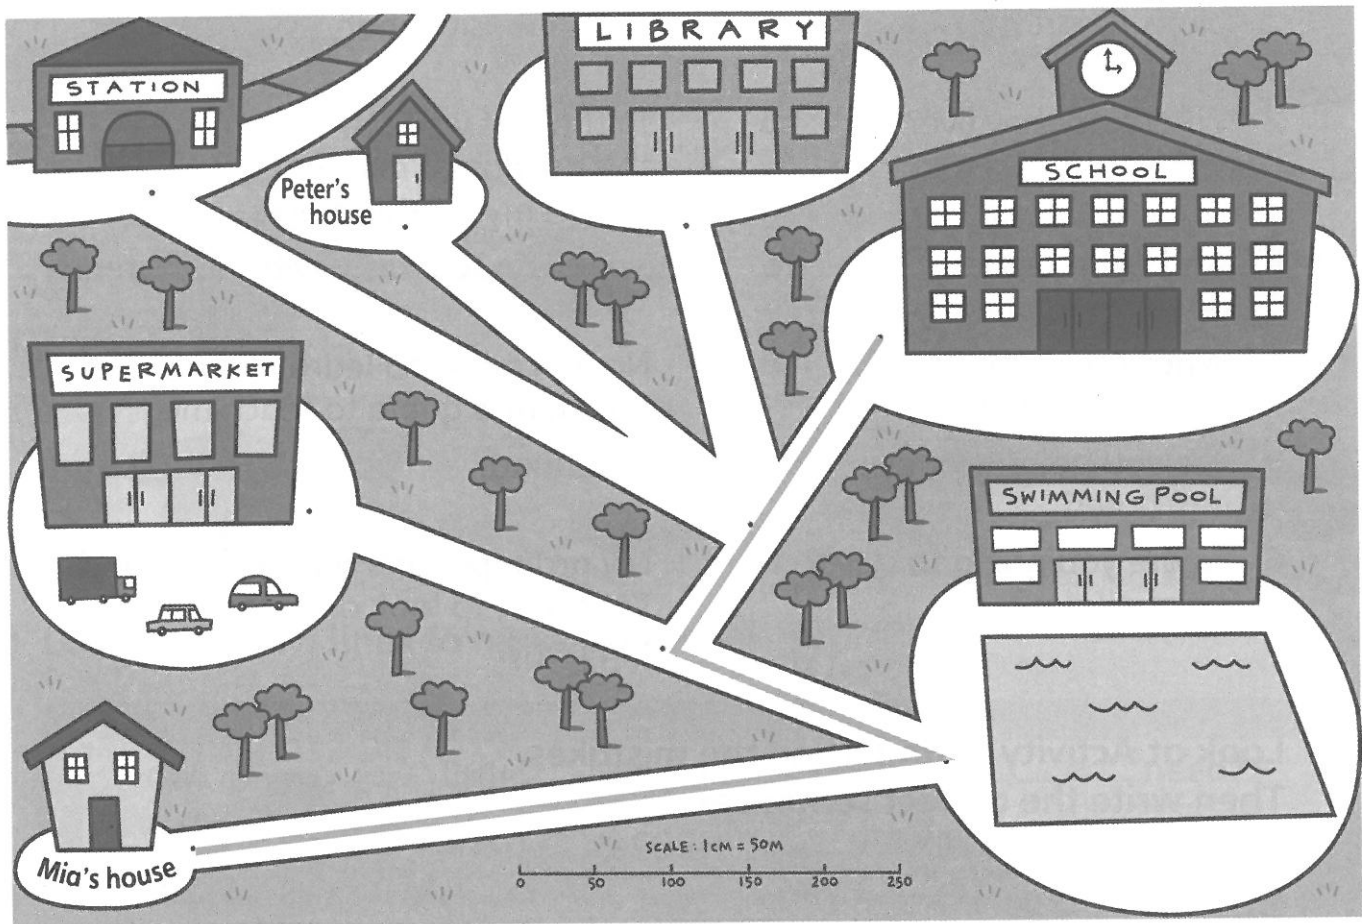 LIBRARY
STATION
SCHOOL
Peter's
house
SUPERMARKET
SWIMMING POOL
SCALE: 1CM = 50M
Mia's house
0 50 100 150 200 250